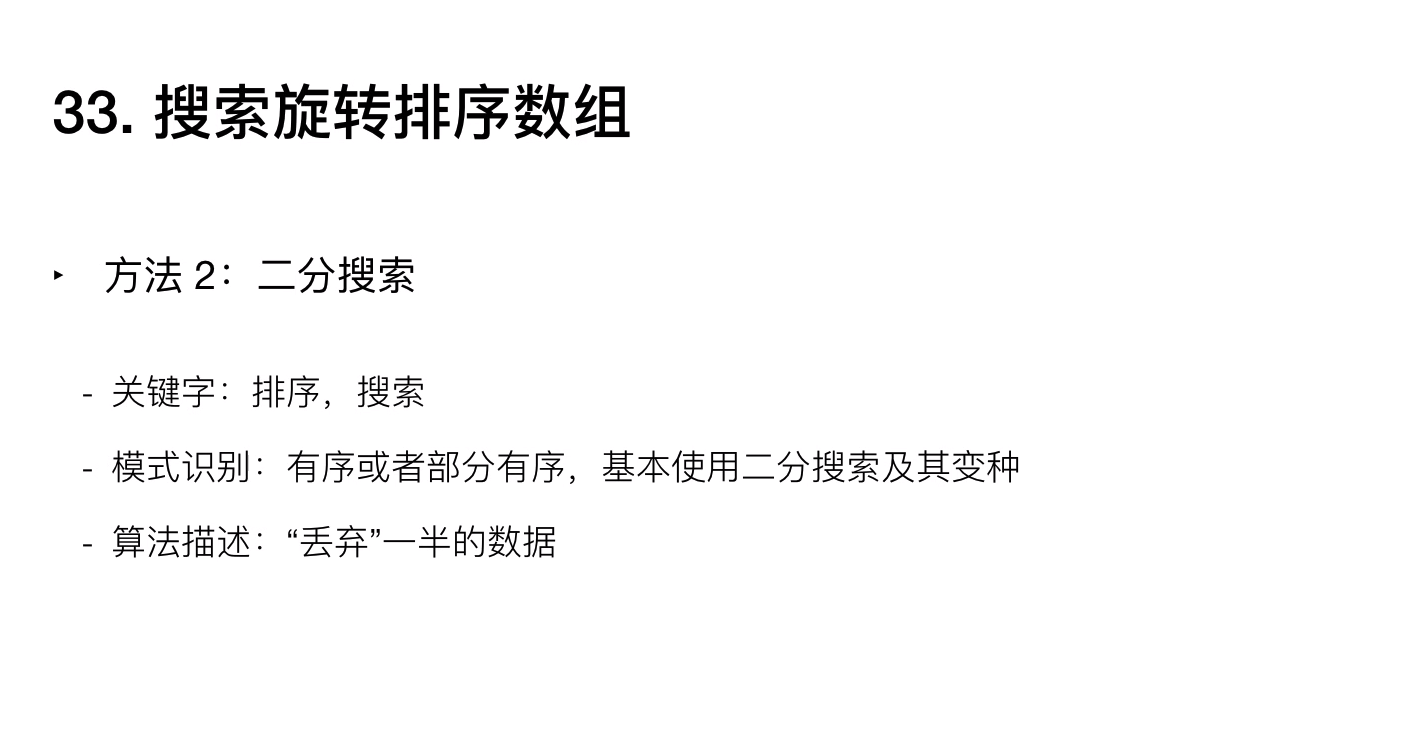 33. 搜索旋转排序数组
‣ 方法 2：二分搜索
- 关键字：排序，搜索
- 模式识别：有序或者部分有序，基本使用二分搜索及其变种
- 算法描述：“丢弃”一半的数据